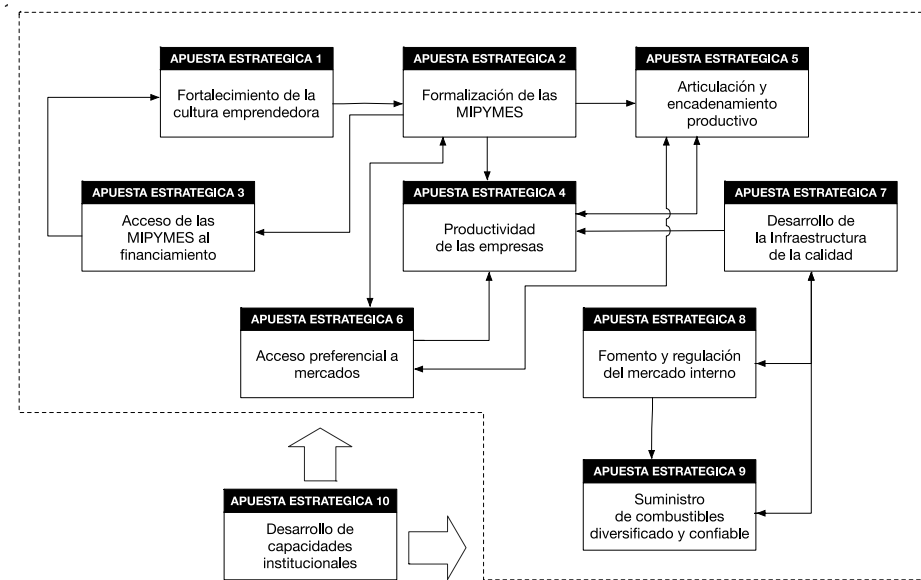 APUESTA ESTRATEGICA 1
Fortalecimiento de la
cultura emprendedora
APUESTA ESTRATEGICA 2
Formalización de las
MIPYMES
APUESTA ESTRATEGICA 5
Articulación y
encadenamiento
productivo
APUESTA ESTRATEGICA 3
Acceso de las
MIPYMES al
financiamiento
APUESTA ESTRATEGICA 4
Productividad
de las empresas
APUESTA ESTRATEGICA 7
Desarrollo de
la Infraestructura
de la calidad
APUESTA ESTRATEGICA 6
Acceso preferencial a
mercados
APUESTA ESTRATEGICA 8
Fomento y regulación
del mercado interno
APUESTA ESTRATEGICA 9
Suministro
de combustibles
diversificado y confiable
APUESTA ESTRATEGICA 10
Desarrollo de
capacidades
institucionales